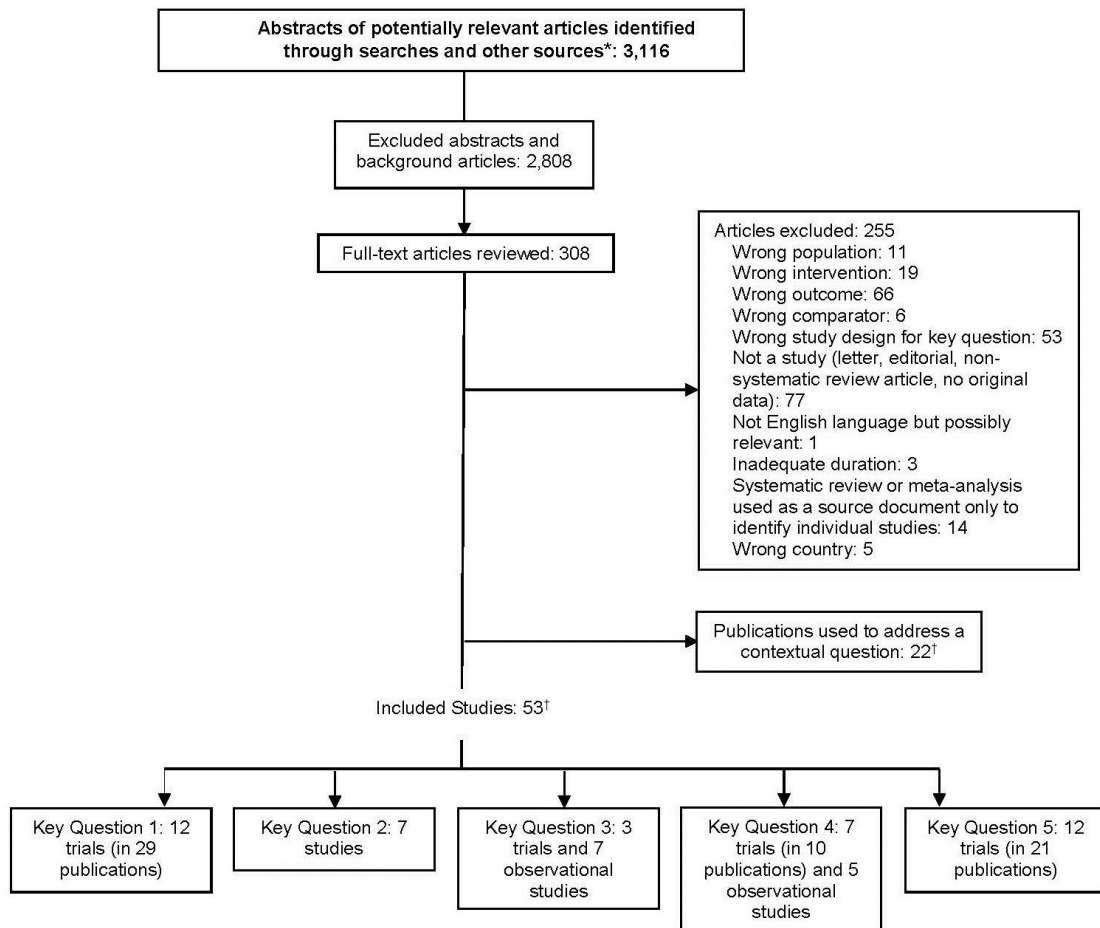 Abstracts of potentially relevant articles identified
through searches and other sources*: 3,116
Excluded abstracts and
background articles: 2,808
Full-text articles reviewed: 308
Articles excluded: 255
Wrong population: 11
Wrong intervention: 19
Wrong outcome: 66
Wrong comparator: 6
Wrong study design for key question: 53
Not a study (letter, editorial, non-
systematic review article, no original
data): 77
Not English language but possibly
relevant: 1
Inadequate duration: 3
Systematic review or meta-analysis
used as a source document only to
identify individual studies: 14
Wrong country: 5
Publications used to address a
contextual question: 22†
Included Studies: 53†
Key Question 1: 12
trials (in 29
publications)
Key Question 2: 7
studies
Key Question 3: 3
trials and 7
observational
studies
Key Question 4: 7
trials (in 10
publications) and 5
observational
studies
Key Question 5: 12
trials (in 21
publications)